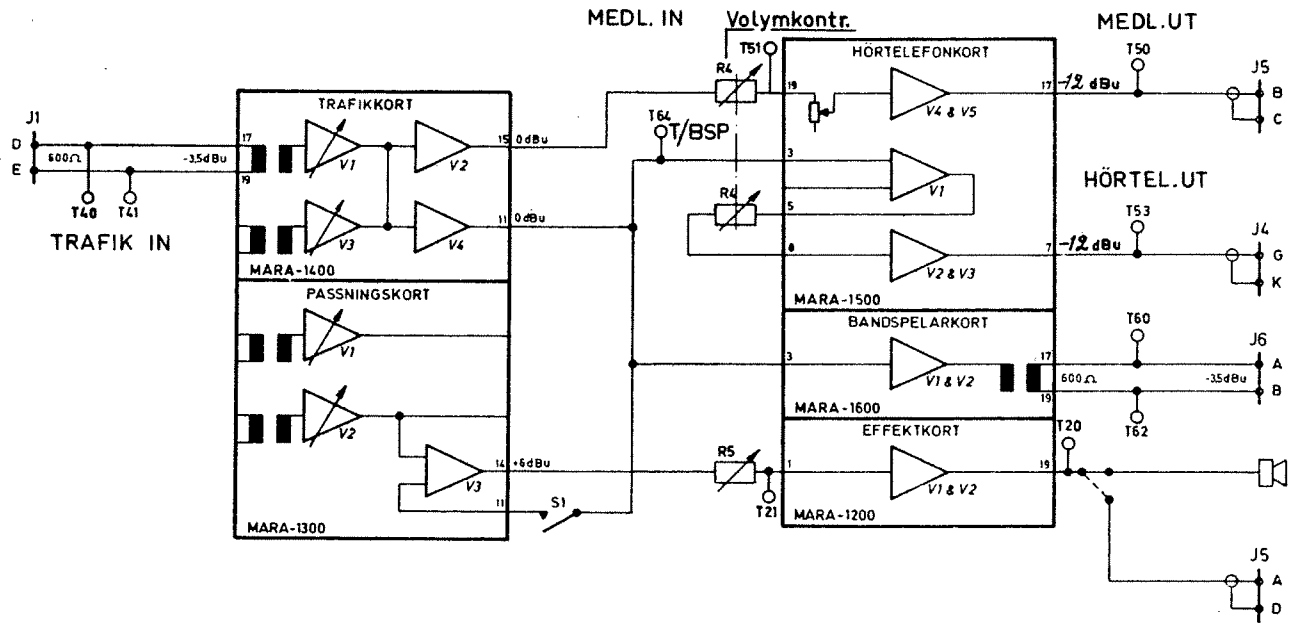 MEDL. IN
Volymkontr.
MEDL.UT
T51
HÖRTELEFONKORT
T50
J5
R4
19
17
-12 dBu
B
V4 & V5
C
TRAFIKKORT
J1
17
15
0 dBu
T64
T/BSP
D
600Ω
-3,5dBu
V1
V2
3
E
19
V1
HÖRTEL.UT
T40
T41
R4
5
11
0dBu
T53
J4
TRAFIK IN
V3
V4
8
7
-12 dBu
G
V2 & V3
K
MARA-1400
MARA-1500
PASSNINGSKORT
BANDSPELARKORT
T60
J6
V1
3
17
A
V1 & V2
600Ω
-3,5dBu
19
B
V2
MARA-1600
T62
EFFEKTKORT
T20
14
+6dBu
R5
1
19
V3
V1 & V2
11
S1
T21
MARA-1300
MARA-1200
J5
A
D